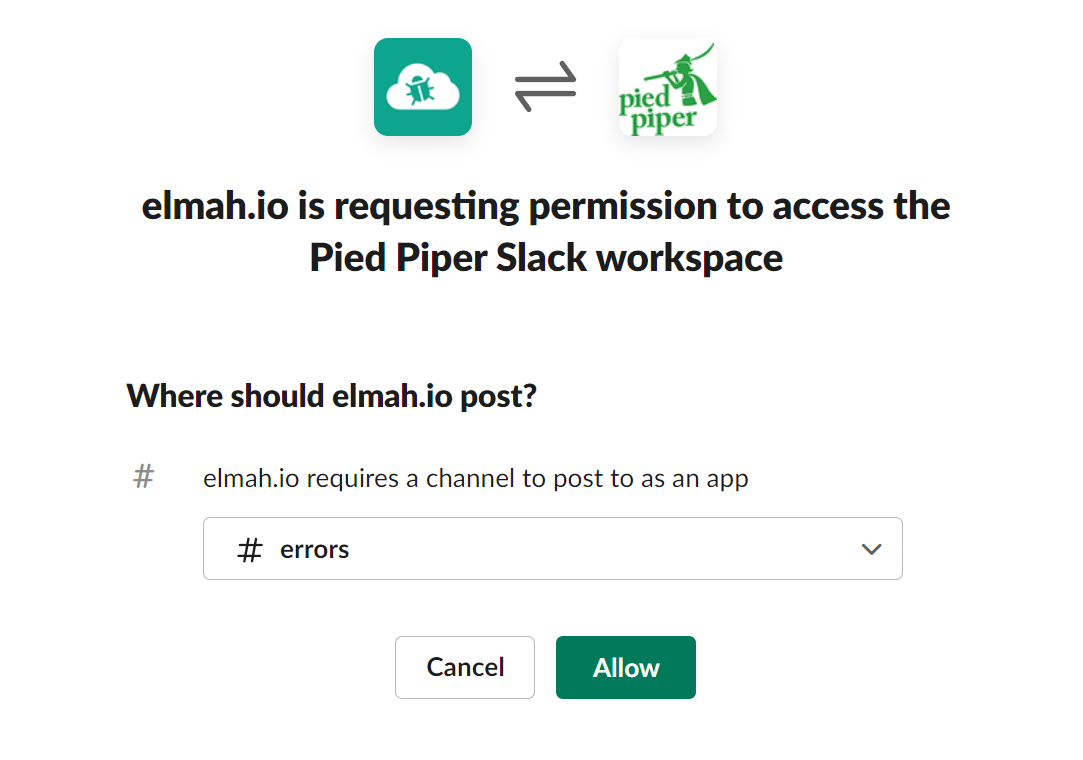 pied
piper
elmah.io is requesting permission to access the
Pied Piper Slack workspace
Where should elmah.io post?
# elmah.io requires a channel to post to as an app
# errors
Cancel Allow